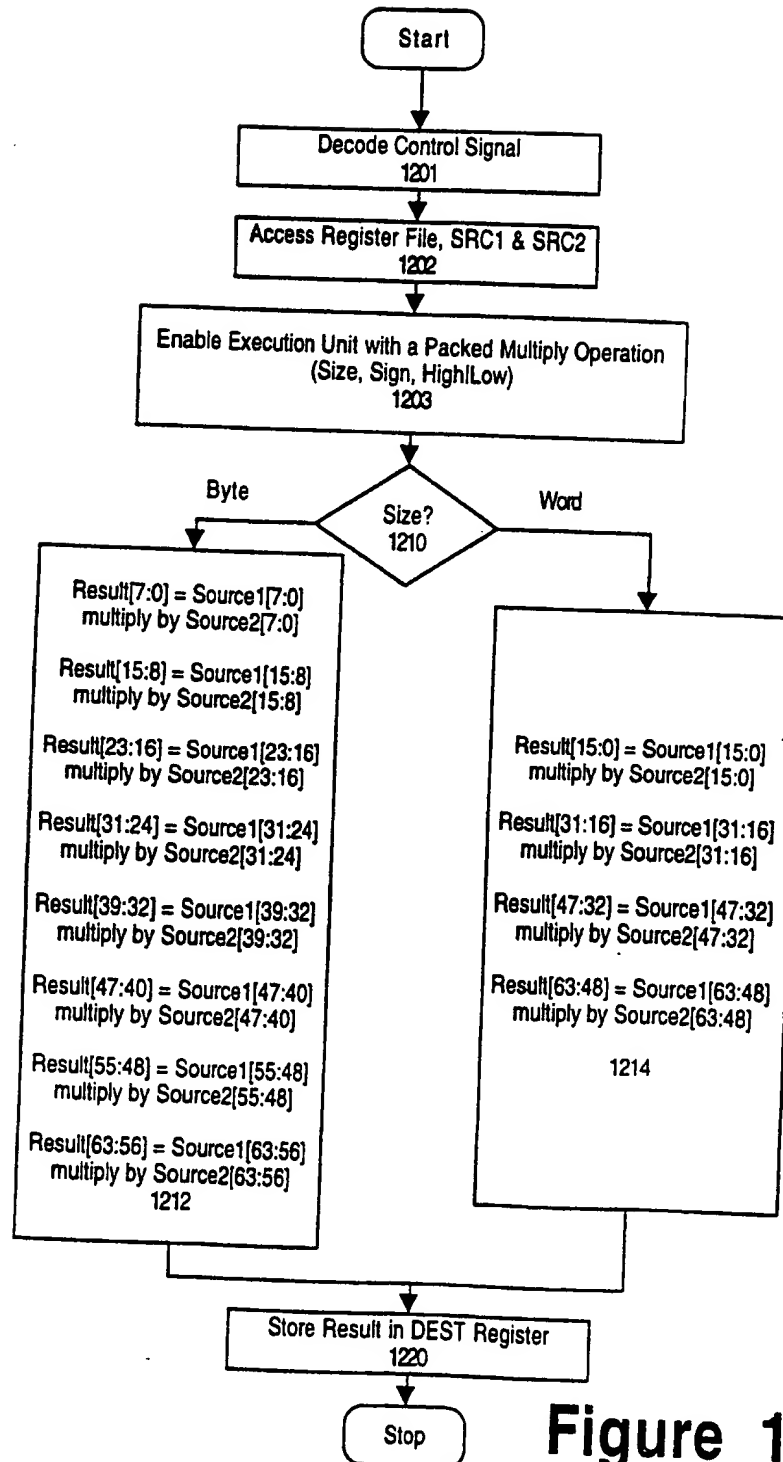 Start
Decode Control Signal
1201
Access Register File, SRC1 & SRC2
1202
Enable Execution Unit with a Packed Multiply Operation
(Size, Sign, High|Low)
1203
Byte
Size?
1210
Word
Result[7:0] = Source1[7:0]
multiply by Source2[7:0]
Result[15:8] = Source1[15:8]
multiply by Source2[15:8]
Result[23:16] = Source1[23:16]
multiply by Source2[23:16]
Result[31:24] = Source1[31:24]
multiply by Source2[31:24]
Result[39:32] = Source1[39:32]
multiply by Source2[39:32]
Result[47:40] = Source1[47:40]
multiply by Source2[47:40]
Result[55:48] = Source1[55:48]
multiply by Source2[55:48]
Result[63:56] = Source1[63:56]
multiply by Source2[63:56]
1212
Result[15:0] = Source1[15:0]
multiply by Source2[15:0]
Result[31:16] = Source1[31:16]
multiply by Source2[31:16]
Result[47:32] = Source1[47:32]
multiply by Source2[47:32]
Result[63:48] = Source1[63:48]
multiply by Source2[63:48]
1214
Store Result in DEST Register
1220
Stop
Figure 1